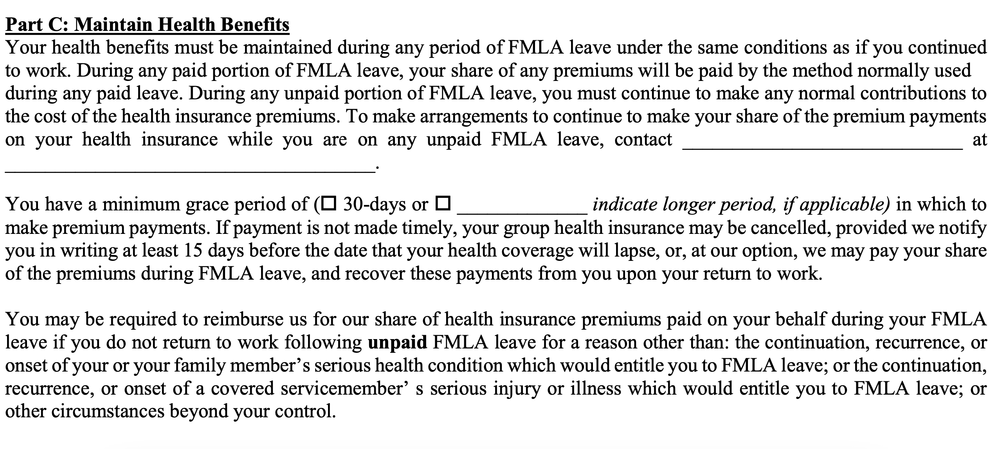 Part C: Maintain Health Benefits
Your health benefits must be maintained during any period of FMLA leave under the same conditions as if you continued
to work. During any paid portion of FMLA leave, your share of any premiums will be paid by the method normally used
during any paid leave. During any unpaid portion of FMLA leave, you must continue to make any normal contributions to
the cost of the health insurance premiums. To make arrangements to continue to make your share of the premium payments
on your health insurance while you are on any unpaid FMLA leave, contact ____________________________ at
_____________________________________.
You have a minimum grace period of (☐ 30-days or ☐ _____________ indicate longer period, if applicable) in which to
make premium payments. If payment is not made timely, your group health insurance may be cancelled, provided we notify
you in writing at least 15 days before the date that your health coverage will lapse, or, at our option, we may pay your share
of the premiums during FMLA leave, and recover these payments from you upon your return to work.
You may be required to reimburse us for our share of health insurance premiums paid on your behalf during your FMLA
leave if you do not return to work following unpaid FMLA leave for a reason other than: the continuation, recurrence, or
onset of your or your family member’s serious health condition which would entitle you to FMLA leave; or the continuation,
recurrence, or onset of a covered servicemember’ s serious injury or illness which would entitle you to FMLA leave; or
other circumstances beyond your control.